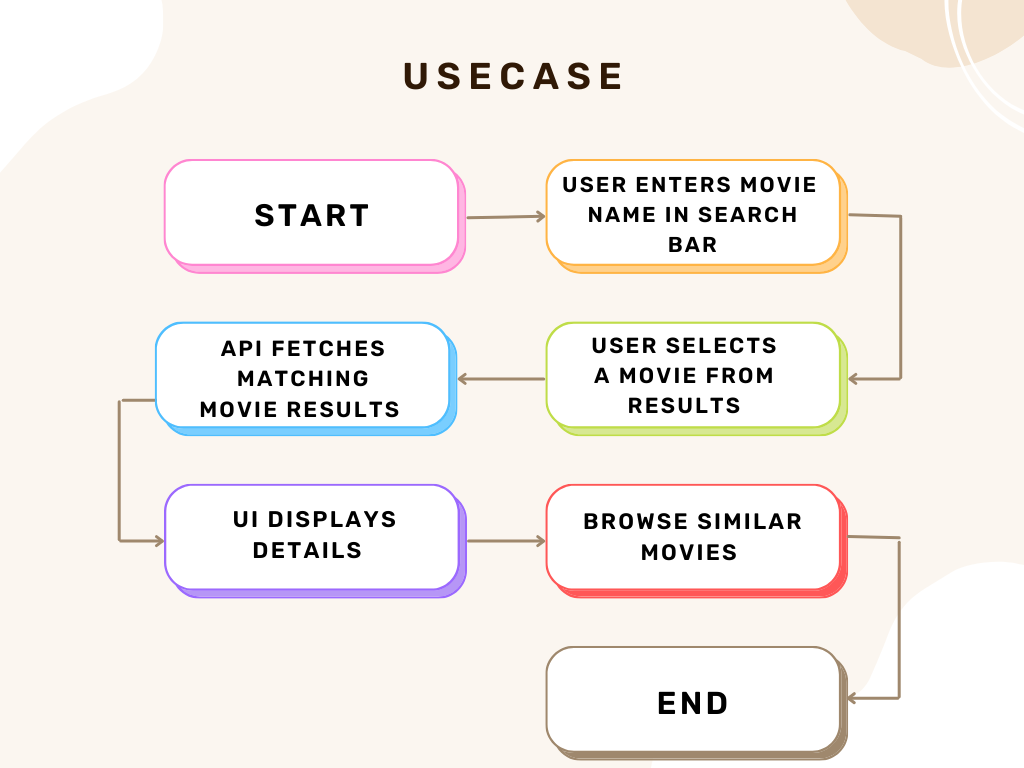 USECASE
START
USER ENTERS MOVIE
NAME IN SEARCH
BAR
USER SELECTS
A MOVIE FROM
RESULTS
API FETCHES
MATCHING
MOVIE RESULTS
UI DISPLAYS
DETAILS
BROWSE SIMILAR
MOVIES
END